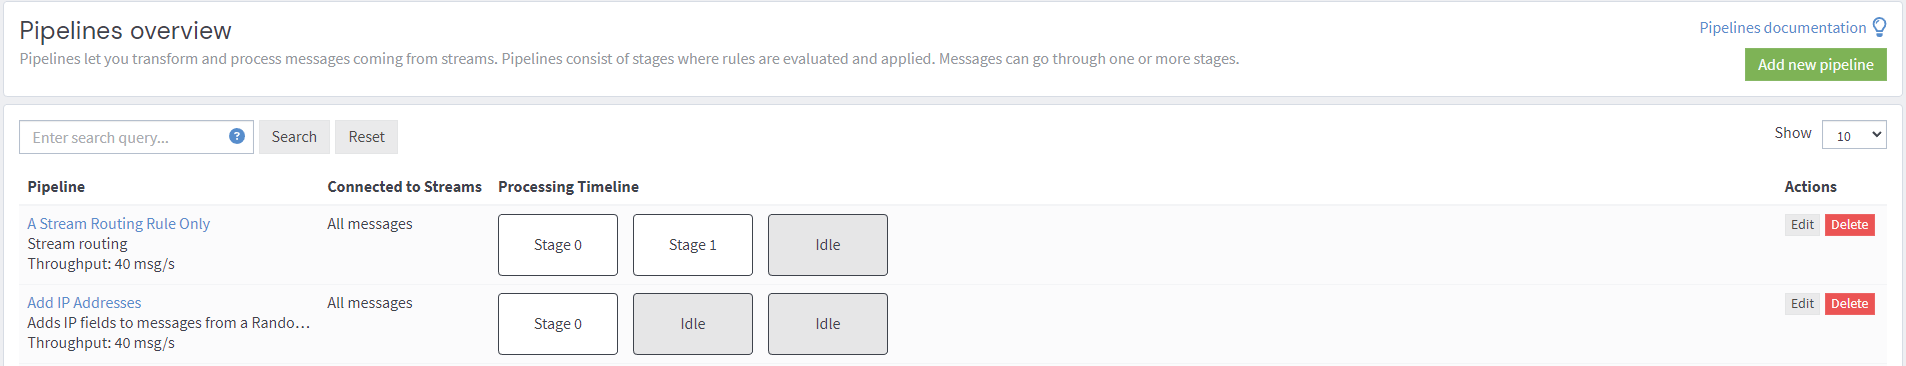 Pipelines overview
Pipelines documentation
Pipelines let you transform and process messages coming from streams. Pipelines consist of stages where rules are evaluated and applied. Messages can go through one or more stages.
Add new pipeline
Enter search query...
?
Search
Reset
Show
10
Pipeline
Connected to Streams
Processing Timeline
Actions
A Stream Routing Rule Only
Stream routing
Throughput: 40 msg/s
All messages
Stage 0
Stage 1
Idle
Edit
Delete
Add IP Addresses
Adds IP fields to messages from a Rando...
Throughput: 40 msg/s
All messages
Stage 0
Idle
Idle
Edit
Delete